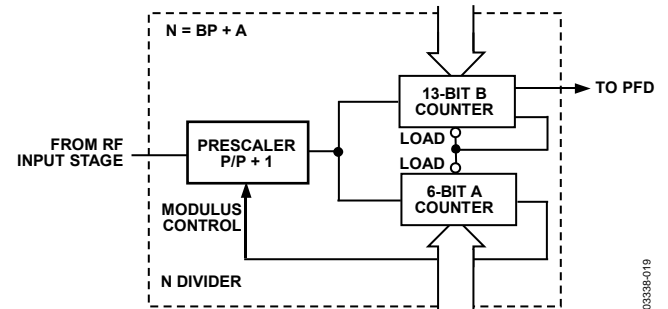 N = BP + A
13-BIT B
COUNTER
TO PFD
LOAD
FROM RF
INPUT STAGE
PRESCALER
P/P + 1
LOAD
6-BIT A
COUNTER
MODULUS
CONTROL
N DIVIDER
03338-019